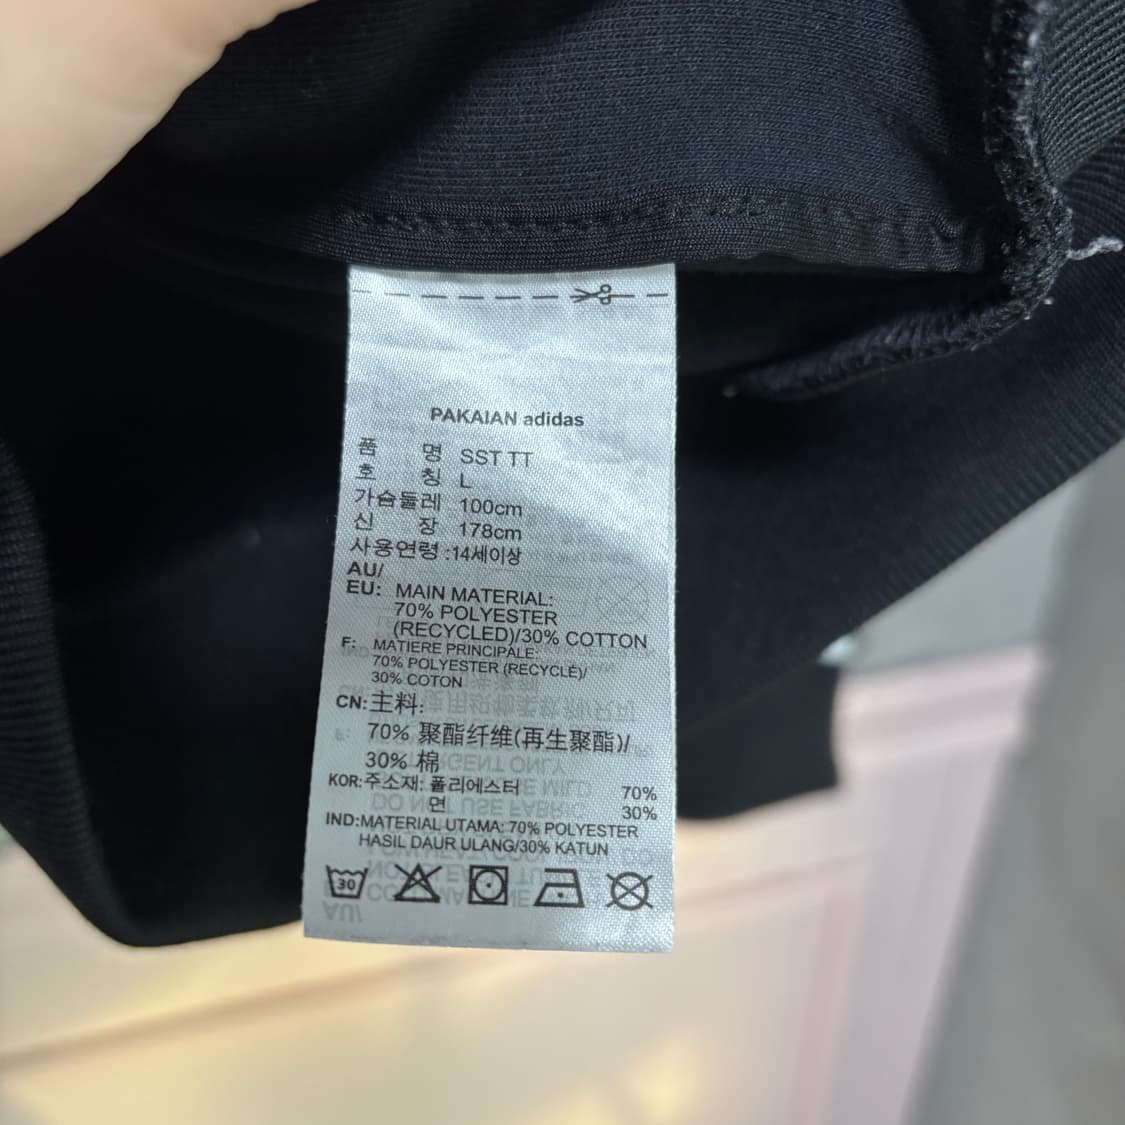 PAKAIAN adidas
품 명 SST TT
호 칭 L
가슴둘레 100cm
신 장 178cm
사용연령 :14세이상
AU/
EU: MAIN MATERIAL:
70% POLYESTER
(RECYCLED)/30% COTTON
F: MATIERE PRINCIPALE:
70% POLYESTER (RECYCLÉ)/
30% COTON
CN:主料:
70% 聚酯纤维(再生聚酯)/
30% 棉
KOR:주소재: 폴리에스터 70%
면 30%
IND:MATERIAL UTAMA: 70% POLYESTER
HASIL DAUR ULANG/30% KATUN
30